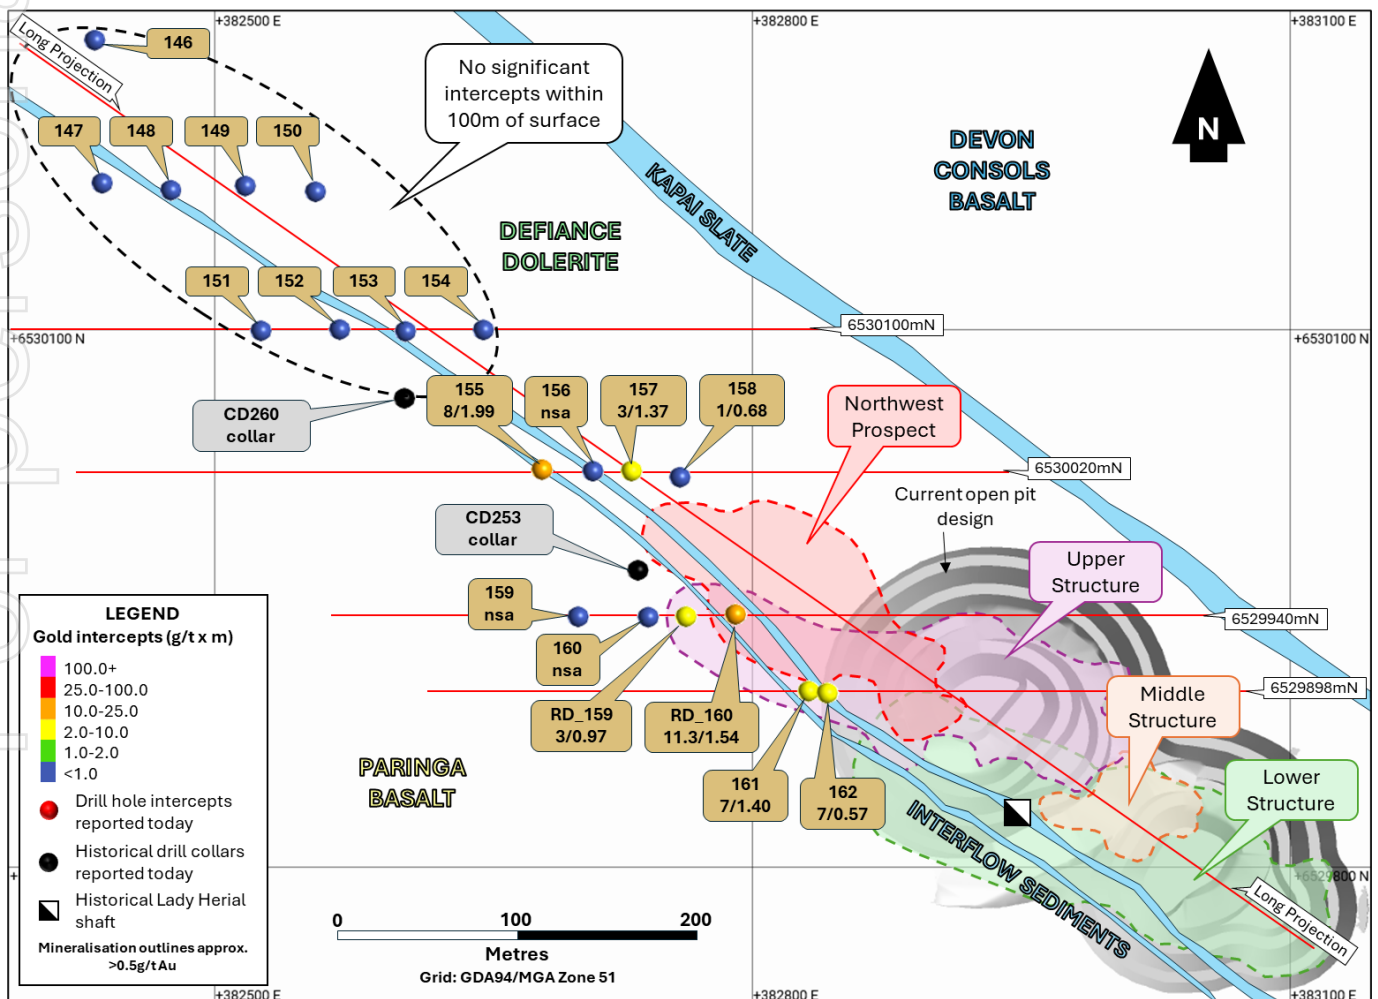 +382500 E
+382800 E
+383100 E
Long Projection
146
No significant
intercepts within
100m of surface
147
148
149
150
DEVON
CONSOLS
BASALT
N
KAPAI SLATE
DEFIANCE
DOLERITE
151
152
153
154
6530100mN
+6530100 N
+6530100 N
CD260
collar
155
8/1.99
156
nsa
157
3/1.37
158
1/0.68
Northwest
Prospect
6530020mN
Current open pit
design
CD253
collar
Upper
Structure
159
nsa
160
nsa
6529940mN
6529898mN
RD_159
3/0.97
RD_160
11.3/1.54
Middle
Structure
PARINGA
BASALT
161
7/1.40
162
7/0.57
Lower
Structure
INTERFLOW SEDIMENTS
+6529800 N
Long Projection
LEGEND
Gold intercepts (g/t x m)
100.0+
25.0-100.0
10.0-25.0
2.0-10.0
1.0-2.0
<1.0
Drill hole intercepts
reported today
Historical drill collars
reported today
Historical Lady Herial
shaft
Mineralisation outlines approx.
>0.5g/t Au
0
100
200
Metres
Grid: GDA94/MGA Zone 51
+382500 E
+382800 E
+383100 E